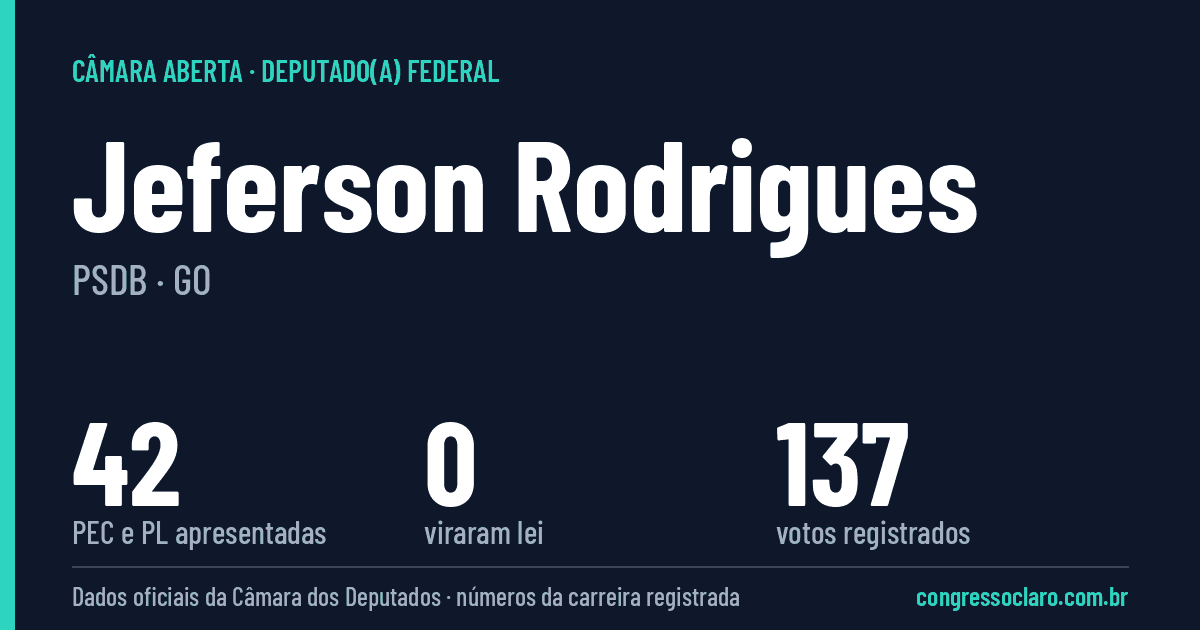 CÂMARA ABERTA · DEPUTADO(A) FEDERAL
Jeferson Rodrigues
PSDB · GO
42 0 137
PEC e PL apresentadas viraram lei votos registrados
Dados oficiais da Câmara dos Deputados · números da carreira registrada congressoclaro.com.br